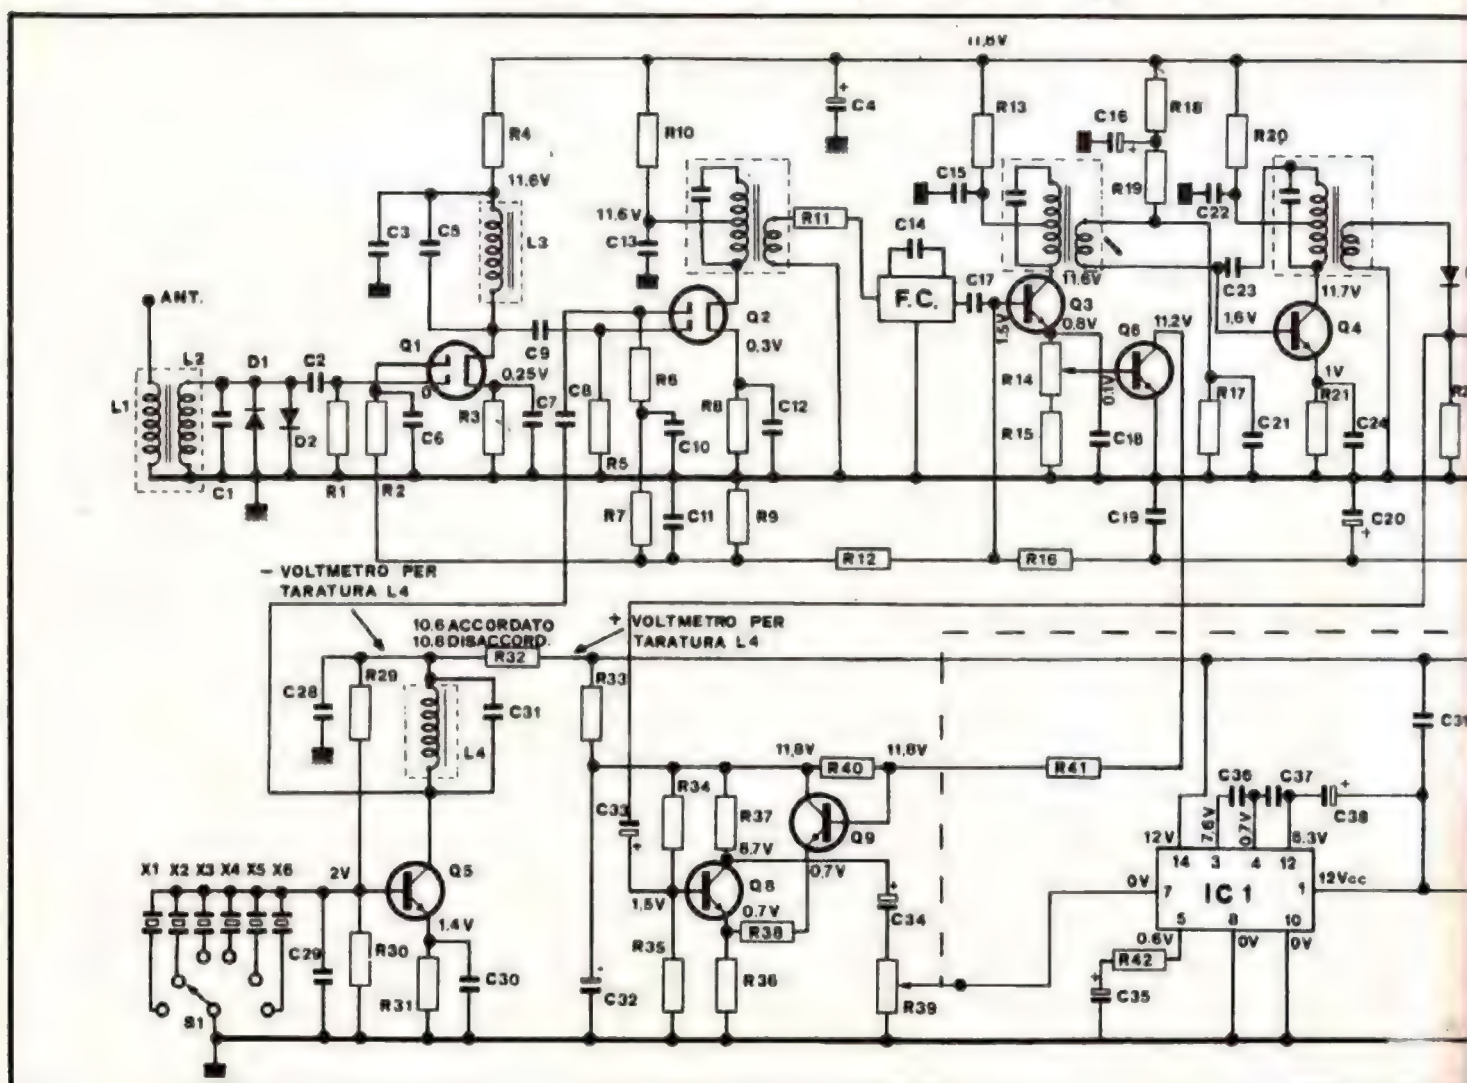 11,8V
R4
R10
C4
R13
C16
R18
R20
11.6V
C15
R19
C22
C3
C5
L3
11.6V
C13
R11
C14
F.C.
C17
11.6V
C23
11.7V
ANT.
Q2
Q3
Q4
1.5V
0.8V
Q6
11.2V
1,6V
L2
D1
C2
Q1
C9
0.3V
0.25V
L1
G
R3
C7
C8
R6
R8
C12
R14
0.1V
R17
1V
R21
D2
C6
C10
R15
C18
C21
C24
C1
R1
R2
R5
R7
C11
R9
C19
C20
R12
R16
- VOLTMETRO PER
TARATURA L4
10.6 ACCORDATO
10.8 DISACCORD.
+ VOLTMETRO PER
TARATURA L4
R32
R29
R33
C28
C31
L4
11,8V
R40
11,8V
R41
C36
C37
R34
C33
R37
Q9
7.6V
0.7V
C38
8.7V
0,7V
12V
5.3V
X1
X2
X3
X4
X5
X6
2V
Q5
Q8
14
3
4
12
0V
7
IC 1
1
12Vcc
1,5V
0.7V
R38
C34
5
8
10
1.4V
0.6V
0V
0V
C29
R30
R35
R42
R31
C30
C32
R36
R39
C35
S1